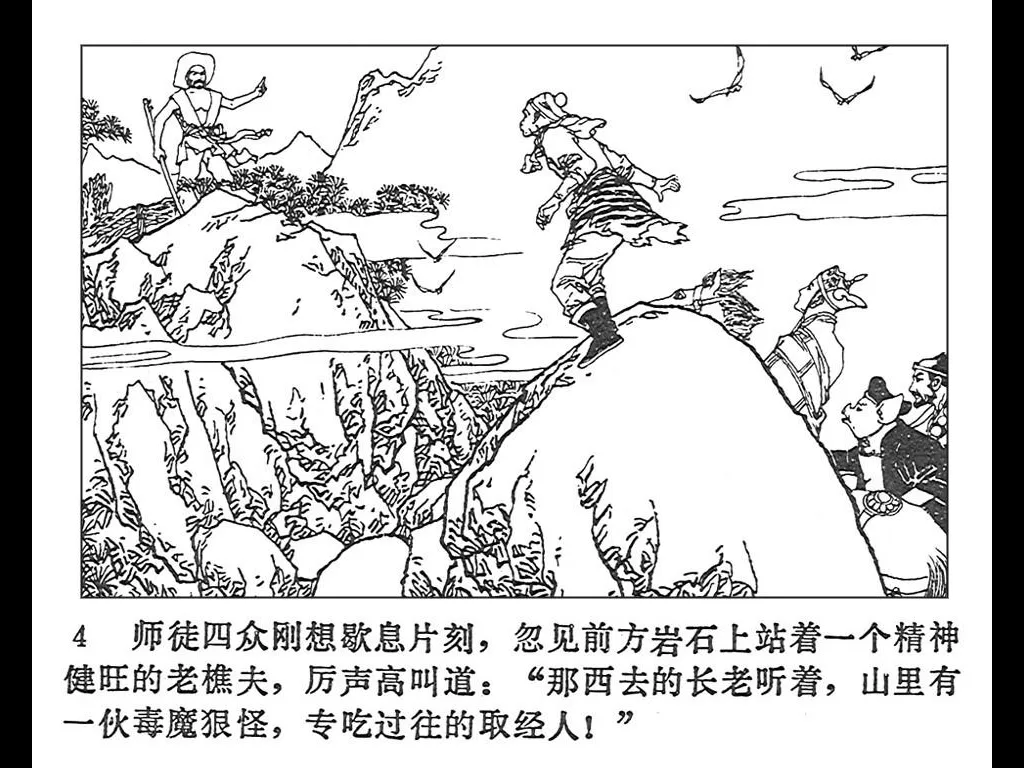 4 师徒四众刚想歇息片刻，忽见前方岩石上站着一个精神
健旺的老樵夫，厉声高叫道：“那西去的长老听着，山里有
一伙毒魔狠怪，专吃过往的取经人！”